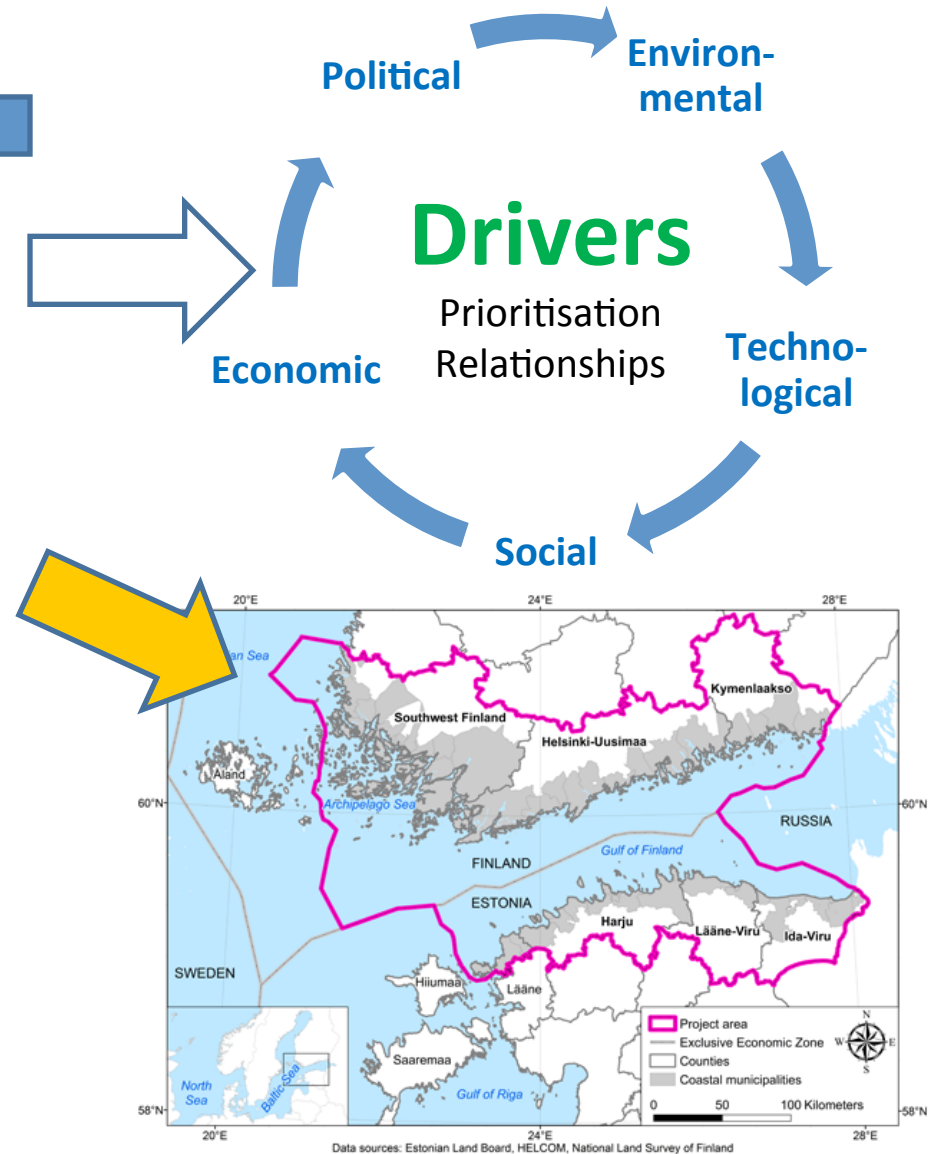 Political
Environ-
mental
Drivers
Prioritisation
Relationships
Techno-
logical
Economic
Social
20°E
24°E
28°E
an Sea
Kymenlaakso
Southwest Finland
Helsinki-Uusimaa
Åland
60°N
Archipelago Sea
60°N
RUSSIA
Gulf of Finland
FINLAND
ESTONIA
Harju
Lääne-Viru
Ida-Viru
SWEDEN
Hiiumaa
Lääne
N
Project area
W
E
Exclusive Economic Zone
S
Counties
Saaremaa
Coastal municipalities
North
Sea
Baltic Sea
Gulf of Riga
0 50 100 Kilometers
58°N
58°N
20°E
24°E
28°E
Data sources: Estonian Land Board, HELCOM, National Land Survey of Finland